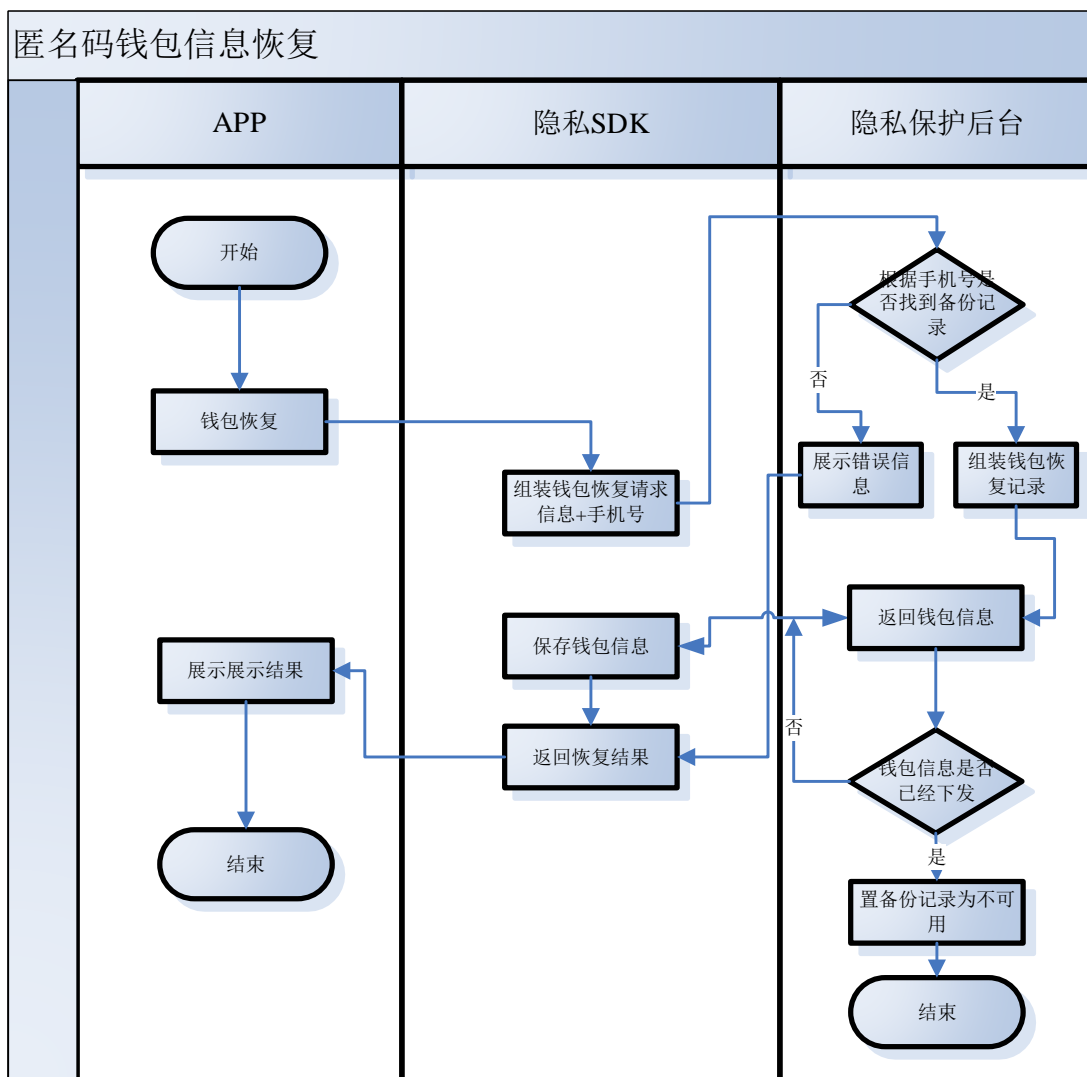 匿名码钱包信息恢复
APP
隐私SDK
隐私保护后台
开始
根据手机号是
否找到备份记
录
否
是
钱包恢复
组装钱包恢复请求
信息+手机号
展示错误信
息
组装钱包恢
复记录
返回钱包信息
保存钱包信息
展示展示结果
否
返回恢复结果
钱包信息是否
已经下发
是
结束
置备份记录为不可
用
结束